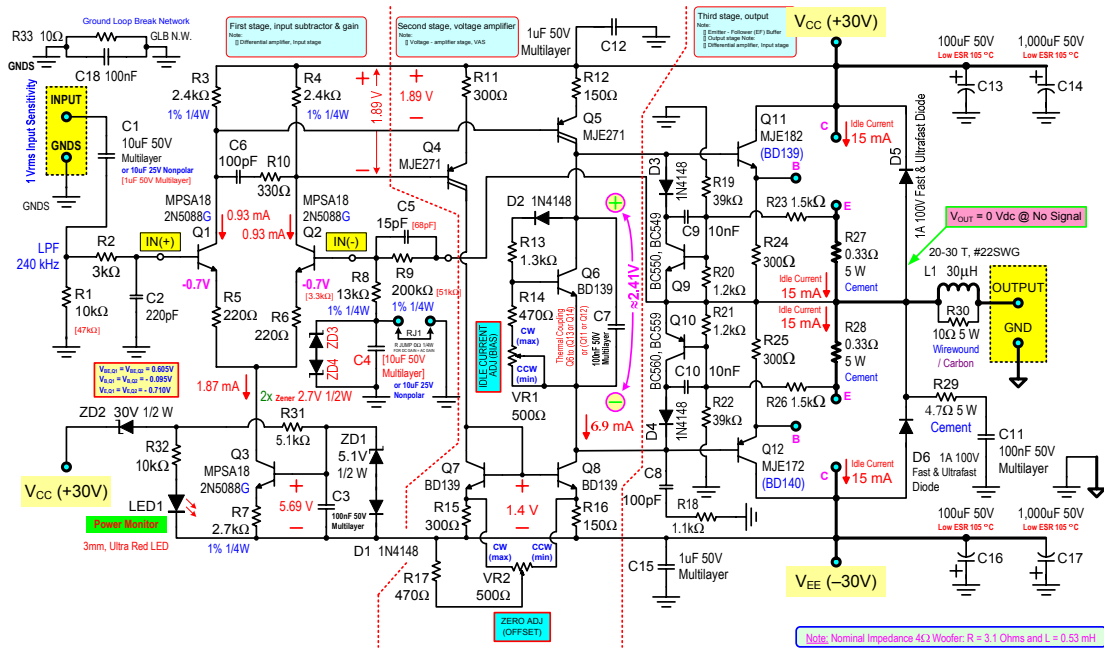 Ground Loop Break Network
R33 10Ω
GLB N.W.
GNDS
C18 100nF
First stage, input subtractor & gain
Note:
[] Differential amplifier, Input stage
Second stage, voltage amplifier
Note:
[] Voltage - amplifier stage, VAS
Third stage, output
Note:
[] Emitter - Follower (EF) Buffer
[] Output stage Note:
[] Differential amplifier, Input stage
1uF 50V
Multilayer
C12
VCC (+30V)
100uF 50V
Low ESR 105 °C
C13
1,000uF 50V
Low ESR 105 °C
C14
1 Vrms Input Sensitivity
INPUT
GNDS
GNDS
C1
10uF 50V
Multilayer
or 10uF 25V Nonpolar
[1uF 50V Multilayer]
R3
2.4kΩ
1% 1/4W
R4
2.4kΩ
1% 1/4W
+
1.89 V
−
+
1.89 V
−
R11
300Ω
R12
150Ω
Q5
MJE271
Q4
MJE271
C6
100pF
R10
330Ω
MPSA18
2N5088G
Q1
0.93 mA
0.93 mA
MPSA18
2N5088G
Q2
C5
15pF
[68pF]
IN(+)
IN(-)
LPF
240 kHz
R2
3kΩ
R1
10kΩ
[47kΩ]
C2
220pF
-0.7V
-0.7V
R5
220Ω
R6
220Ω
R8
13kΩ
[3.3kΩ]
1% 1/4W
R9
200kΩ
[51kΩ]
1% 1/4W
RJ1
R JUMP 0Ω 1/4W
FOR DC GAIN = AC GAIN
ZD3
ZD4
C4
[10uF 50V
Multilayer]
or 10uF 25V
Nonpolar
2x Zener 2.7V 1/2W
VBE,Q1 = VBE,Q2 = 0.605V
VB,Q1 = VB,Q2 = - 0.095V
VE,Q1 = VE,Q2 = - 0.710V
1.87 mA
ZD2 30V 1/2 W
R31
5.1kΩ
R32
10kΩ
VCC (+30V)
LED1
Power Monitor
3mm, Ultra Red LED
Q3
MPSA18
2N5088G
R7
2.7kΩ
1% 1/4W
+
5.69 V
−
C3
100nF 50V
Multilayer
ZD1
5.1V
1/2 W
D1 1N4148
D2 1N4148
R13
1.3kΩ
R14
470Ω
CW
(max)
CCW
(min)
VR1
500Ω
IDLE CURRENT
ADJ (BIAS)
Q6
BD139
Thermal Coupling
Q6 to (Q13 or Q14)
or (Q11 or Q12)
C7
100nF 50V
Multilayer
+
≈2.41V
−
6.9 mA
Q7
BD139
Q8
BD139
+
1.4 V
−
R15
300Ω
R16
150Ω
CW
(max)
CCW
(min)
R17
470Ω
VR2
500Ω
ZERO ADJ
(OFFSET)
C15
1uF 50V
Multilayer
D3
1N4148
C9
10nF
BC550, BC549
Q9
Q10
BC560, BC559
C10
10nF
D4
1N4148
C8
100pF
R18
1.1kΩ
R19
39kΩ
R20
1.2kΩ
R21
1.2kΩ
R22
39kΩ
Q11
MJE182
(BD139)
C
Idle Current
15 mA
B
E
R23 1.5kΩ
R24
300Ω
R25
300Ω
R26 1.5kΩ
R27
0.33Ω
5 W
Cement
Idle Current
15 mA
Idle Current
15 mA
R28
0.33Ω
5 W
Cement
E
B
Q12
MJE172
(BD140)
C
Idle Current
15 mA
D5
1A 100V Fast & Ultrafast Diode
VOUT = 0 Vdc @ No Signal
20-30 T, #22SWG
L1 30μH
R30
10Ω 5 W
Wirewound
/ Carbon
OUTPUT
GND
R29
4.7Ω 5 W
Cement
C11
100nF 50V
Multilayer
D6 1A 100V
Fast & Ultrafast
Diode
VEE (–30V)
100uF 50V
Low ESR 105 °C
C16
1,000uF 50V
Low ESR 105 °C
C17
Note: Nominal Impedance 4Ω Woofer: R = 3.1 Ohms and L = 0.53 mH